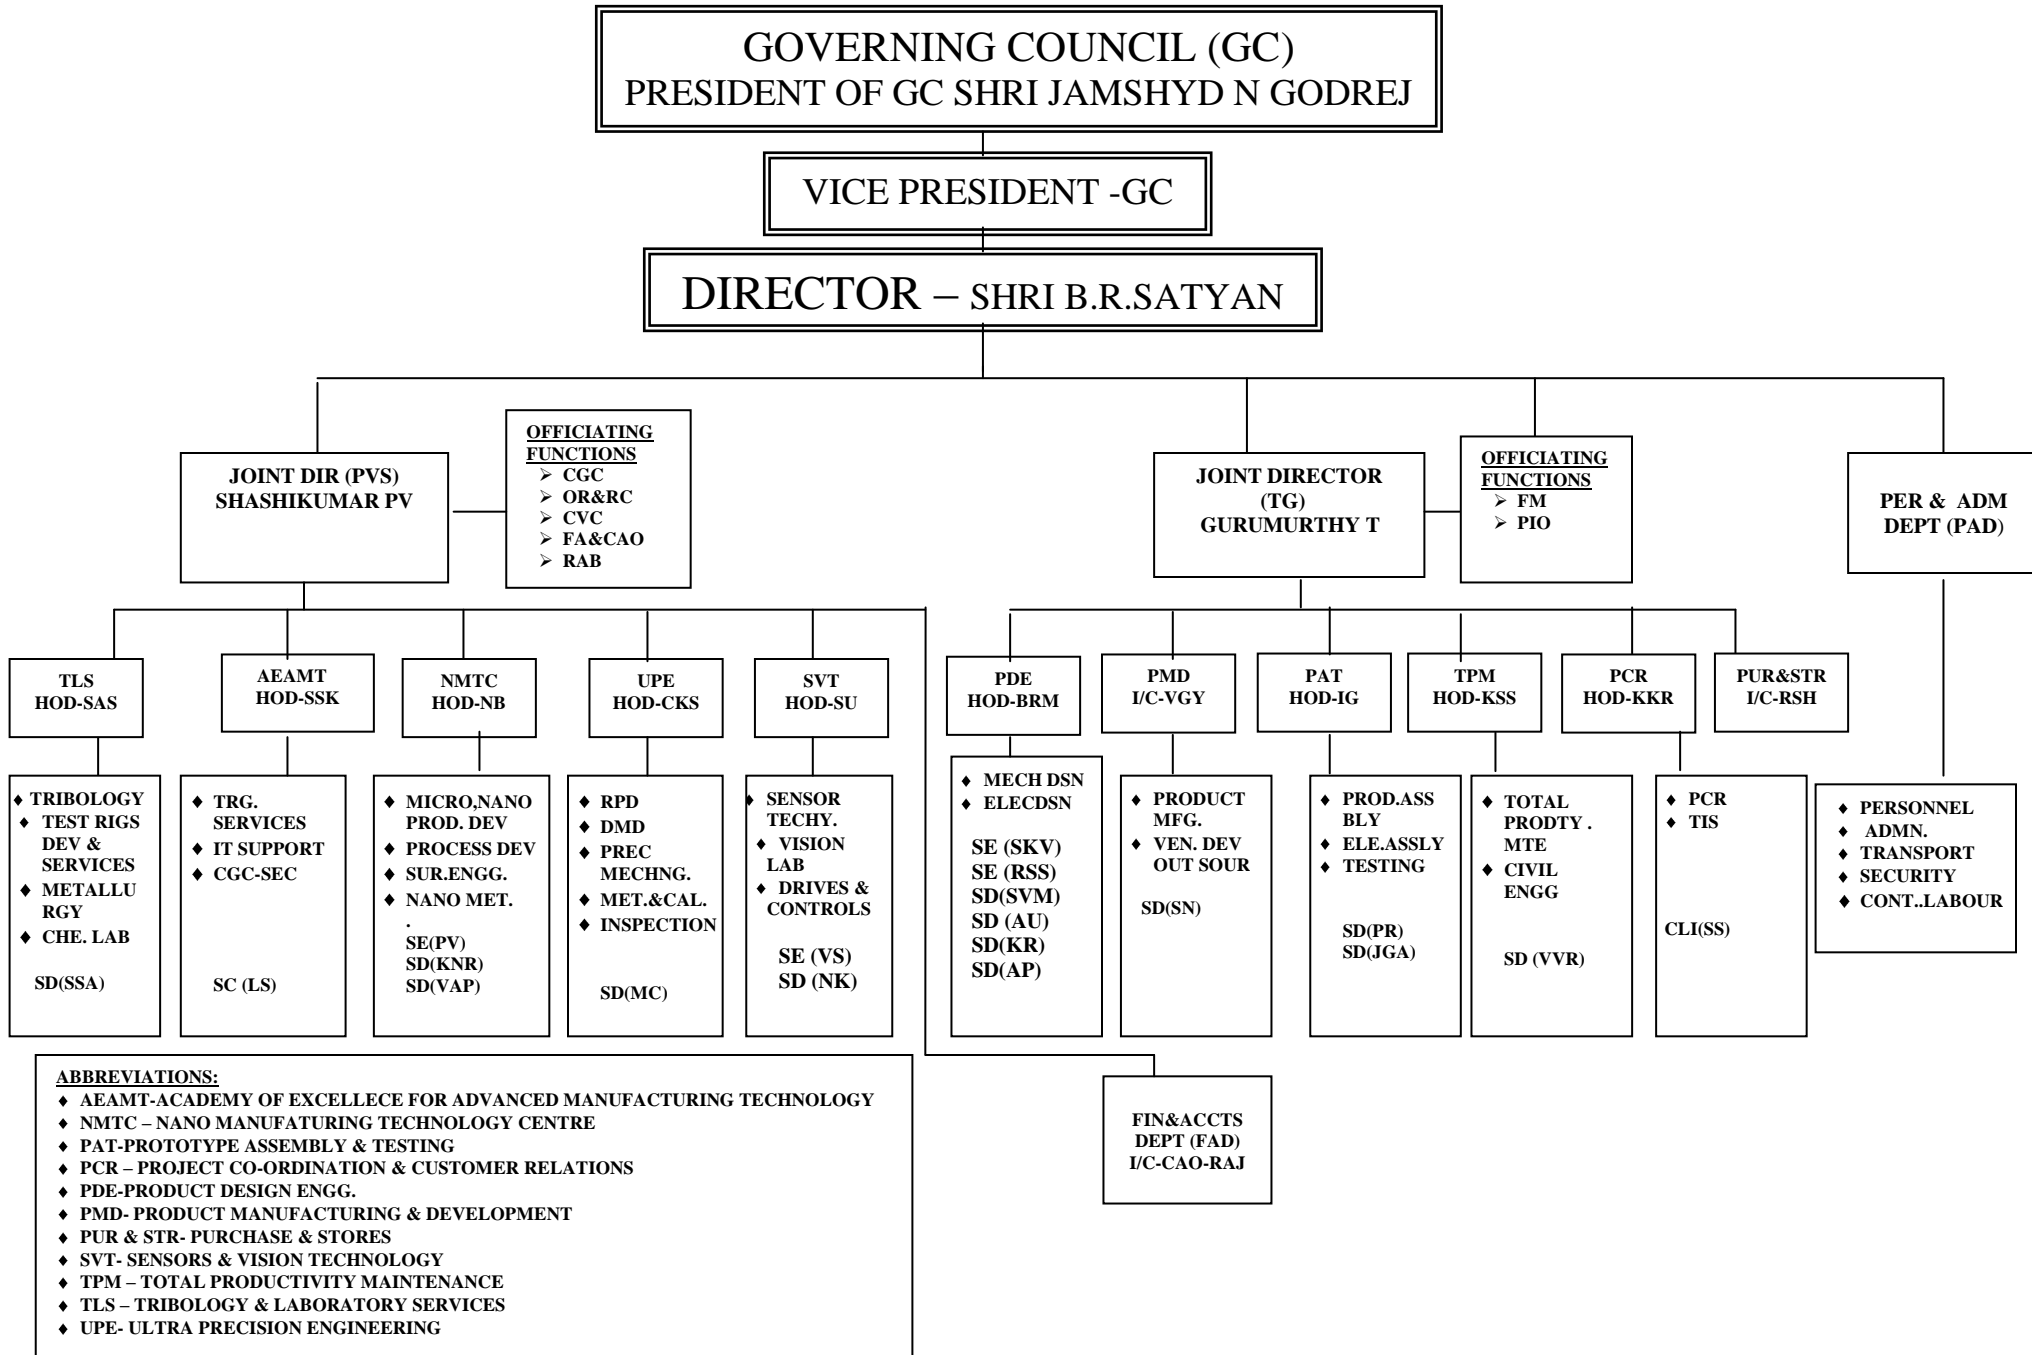 GOVERNING COUNCIL (GC)
PRESIDENT OF GC SHRI JAMSHYD N GODREJ
VICE PRESIDENT -GC
DIRECTOR – SHRI B.R.SATYAN
JOINT DIR (PVS)
SHASHIKUMAR PV
OFFICIATING
FUNCTIONS
➢ CGC
➢ OR&RC
➢ CVC
➢ FA&CAO
➢ RAB
JOINT DIRECTOR
(TG)
GURUMURTHY T
OFFICIATING
FUNCTIONS
➢ FM
➢ PIO
PER & ADM
DEPT (PAD)
TLS
HOD-SAS
AEAMT
HOD-SSK
NMTC
HOD-NB
UPE
HOD-CKS
SVT
HOD-SU
PDE
HOD-BRM
PMD
I/C-VGY
PAT
HOD-IG
TPM
HOD-KSS
PCR
HOD-KKR
PUR&STR
I/C-RSH
♦ TRIBOLOGY
♦ TEST RIGS
DEV &
SERVICES
♦ METALLU
RGY
♦ CHE. LAB
SD(SSA)
♦ TRG.
SERVICES
♦ IT SUPPORT
♦ CGC-SEC
SC (LS)
♦ MICRO,NANO
PROD. DEV
♦ PROCESS DEV
♦ SUR.ENGG.
♦ NANO MET.
.
SE(PV)
SD(KNR)
SD(VAP)
♦ RPD
♦ DMD
♦ PREC
MECHNG.
♦ MET.&CAL.
♦ INSPECTION
SD(MC)
♦ SENSOR
TECHY.
♦ VISION
LAB
♦ DRIVES &
CONTROLS
SE (VS)
SD (NK)
♦ MECH DSN
♦ ELECDSN
SE (SKV)
SE (RSS)
SD(SVM)
SD (AU)
SD(KR)
SD(AP)
♦ PRODUCT
MFG.
♦ VEN. DEV
OUT SOUR
SD(SN)
♦ PROD.ASS
BLY
♦ ELE.ASSLY
♦ TESTING
SD(PR)
SD(JGA)
♦ TOTAL
PRODTY .
MTE
♦ CIVIL
ENGG
SD (VVR)
♦ PCR
♦ TIS
CLI(SS)
♦ PERSONNEL
♦ ADMN.
♦ TRANSPORT
♦ SECURITY
♦ CONT..LABOUR
FIN&ACCTS
DEPT (FAD)
I/C-CAO-RAJ
ABBREVIATIONS:
♦ AEAMT-ACADEMY OF EXCELLECE FOR ADVANCED MANUFACTURING TECHNOLOGY
♦ NMTC – NANO MANUFATURING TECHNOLOGY CENTRE
♦ PAT-PROTOTYPE ASSEMBLY & TESTING
♦ PCR – PROJECT CO-ORDINATION & CUSTOMER RELATIONS
♦ PDE-PRODUCT DESIGN ENGG.
♦ PMD- PRODUCT MANUFACTURING & DEVELOPMENT
♦ PUR & STR- PURCHASE & STORES
♦ SVT- SENSORS & VISION TECHNOLOGY
♦ TPM – TOTAL PRODUCTIVITY MAINTENANCE
♦ TLS – TRIBOLOGY & LABORATORY SERVICES
♦ UPE- ULTRA PRECISION ENGINEERING